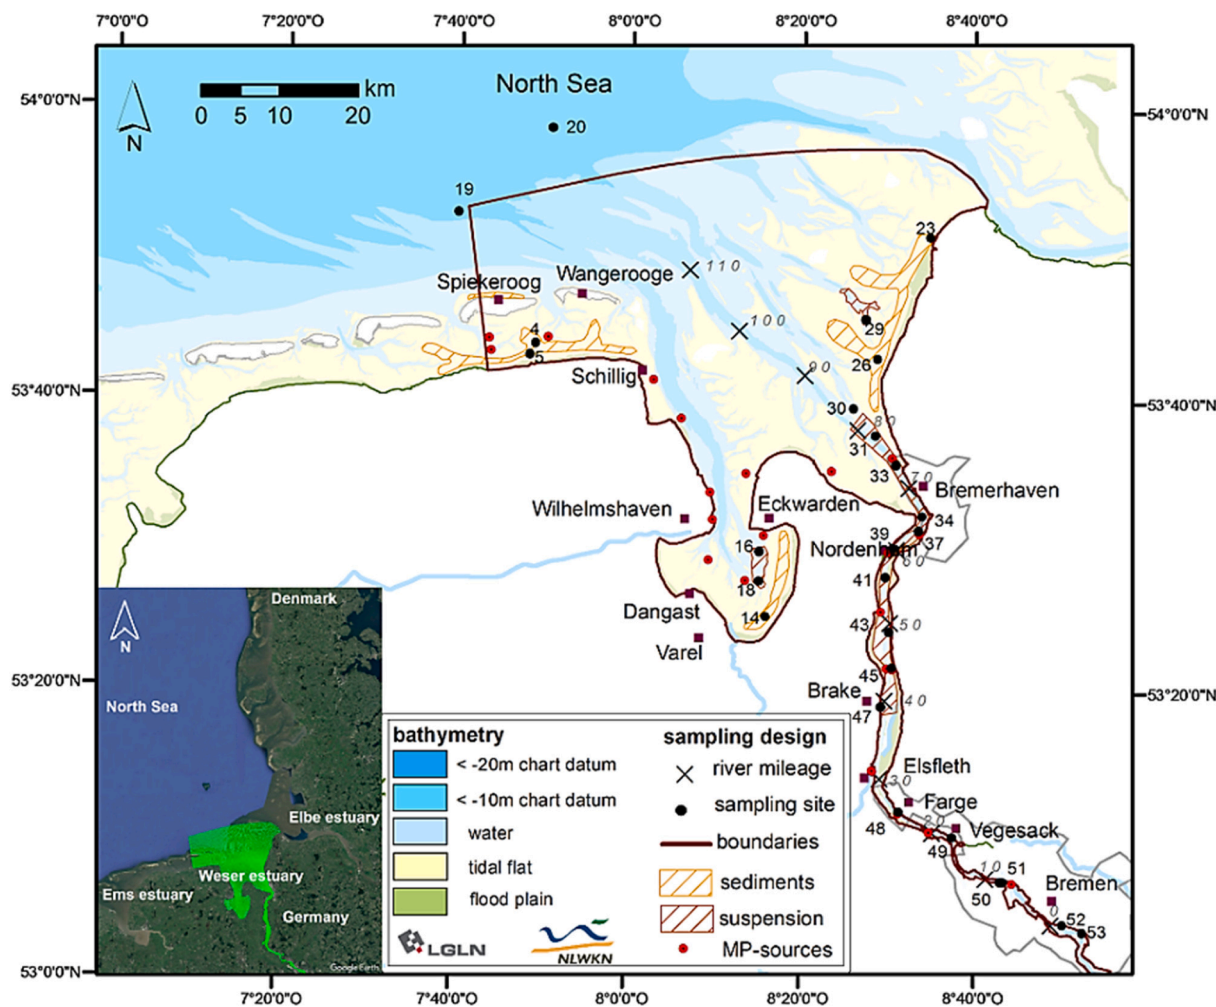 7°0'0"O 7°20'0"O 7°40'0"O 8°0'0"O 8°20'0"O 8°40'0"O
54°0'0"N
54°0'0"N
53°40'0"N
53°40'0"N
53°20'0"N
53°20'0"N
53°0'0"N
53°0'0"N
7°20'0"O 7°40'0"O 8°0'0"O 8°20'0"O 8°40'0"O
N
km
0 5 10 20
North Sea
20
19
23
110
Wangerooge
Spiekeroog
100
4
5
29
26
90
Schillig
30
80
31
33
70
Bremerhaven
Wilhelmshaven
Eckwarden
34
37
39
Nordenham
60
16
41
18
Dangast
14
43
50
Varel
45
Brake
40
47
Elsfleth
30
Farge
20
48
Vegesack
49
10
51
50
Bremen
0
52
53
Denmark
N
North Sea
Elbe estuary
Weser estuary
Ems estuary
Germany
Google Earth
bathymetry
< -20m chart datum
< -10m chart datum
water
tidal flat
flood plain
LGLN
NLWKN
sampling design
river mileage
sampling site
boundaries
sediments
suspension
MP-sources